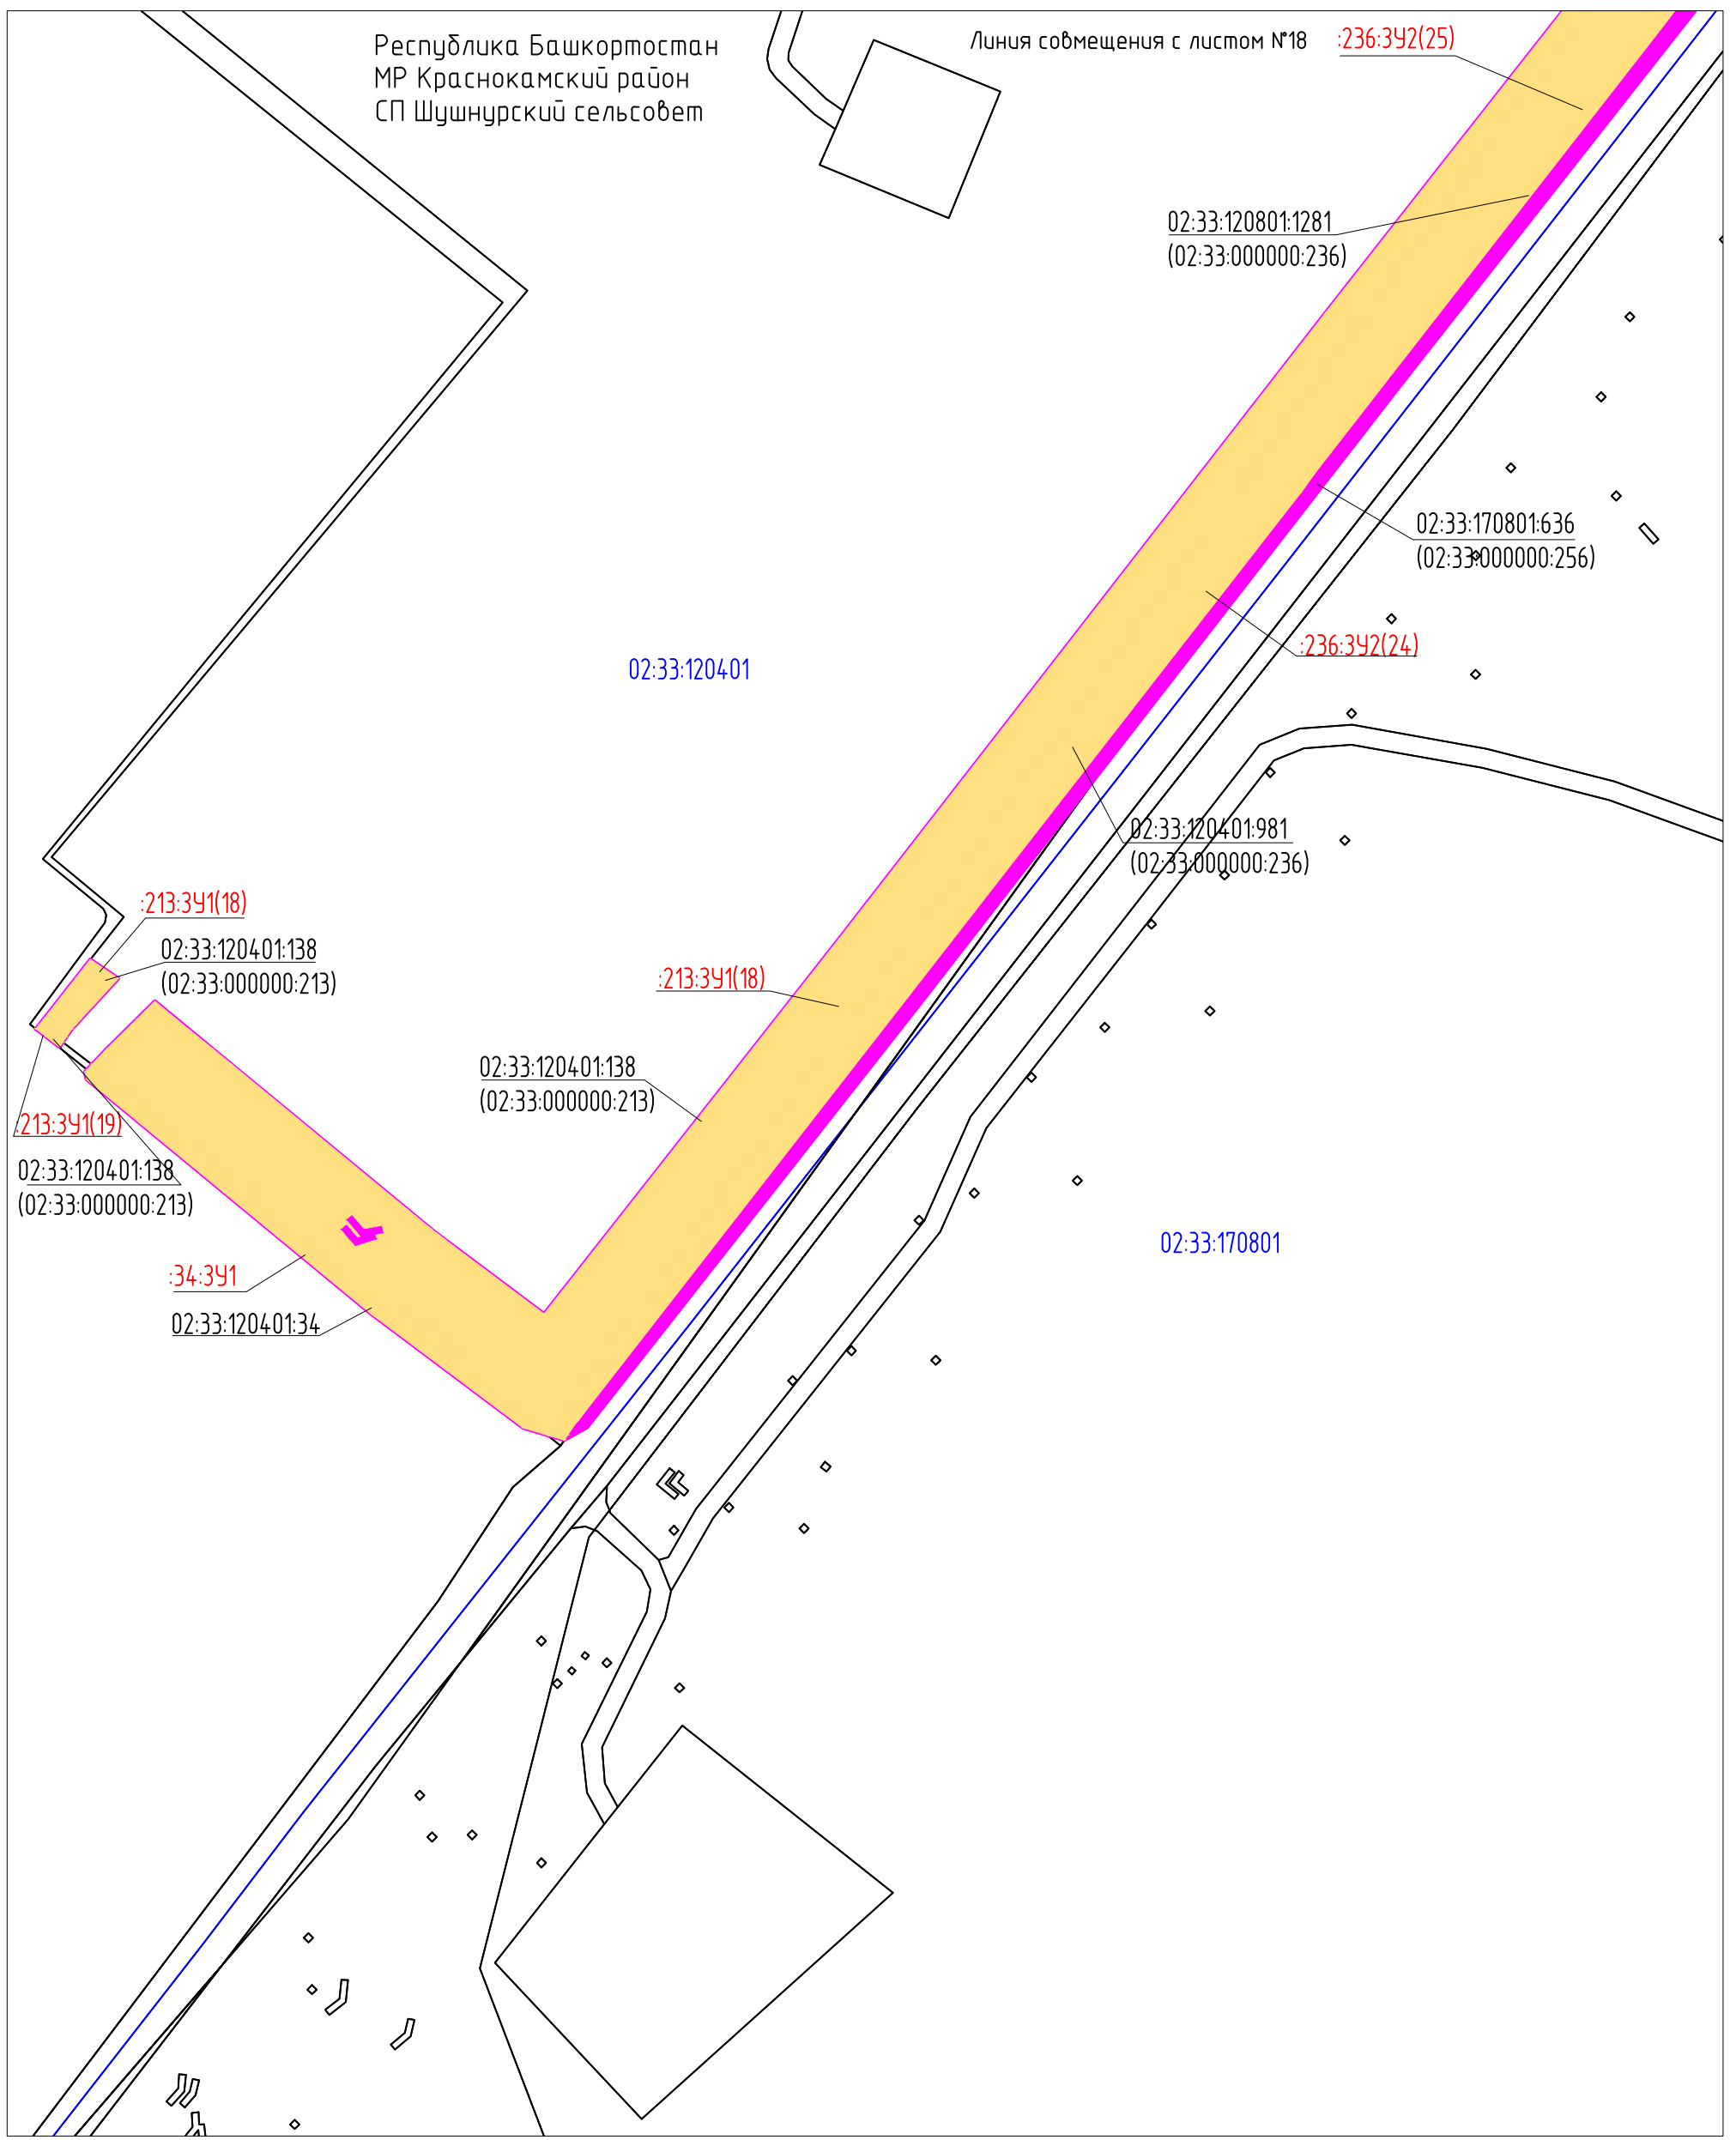 Республика Башкортостан
МР Краснокамский район
СП Шушнурский сельсовет
Линия совмещения с листом №18
:236:ЗУ2(25)
02:33:120801:1281
(02:33:000000:236)
02:33:170801:636
(02:33:000000:256)
:236:ЗУ2(24)
02:33:120401
02:33:120401:981
(02:33:000000:236)
:213:ЗУ1(18)
02:33:120401:138
(02:33:000000:213)
:213:ЗУ1(18)
02:33:120401:138
(02:33:000000:213)
:213:ЗУ1(19)
02:33:120401:138
(02:33:000000:213)
02:33:170801
:34:ЗУ1
02:33:120401:34